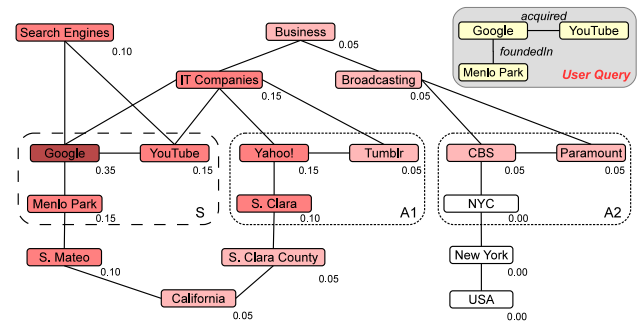 Search Engines
0.10
Business
0.05
acquired
Google
YouTube
foundedIn
Menlo Park
User Query
IT Companies
0.15
Broadcasting
0.05
Google
0.35
YouTube
0.15
Yahoo!
0.15
Tumblr
0.05
CBS
0.05
Paramount
0.05
Menlo Park
0.15
S
S. Clara
0.10
A1
NYC
0.00
A2
S. Mateo
0.10
S. Clara County
0.05
New York
0.00
California
0.05
USA
0.00